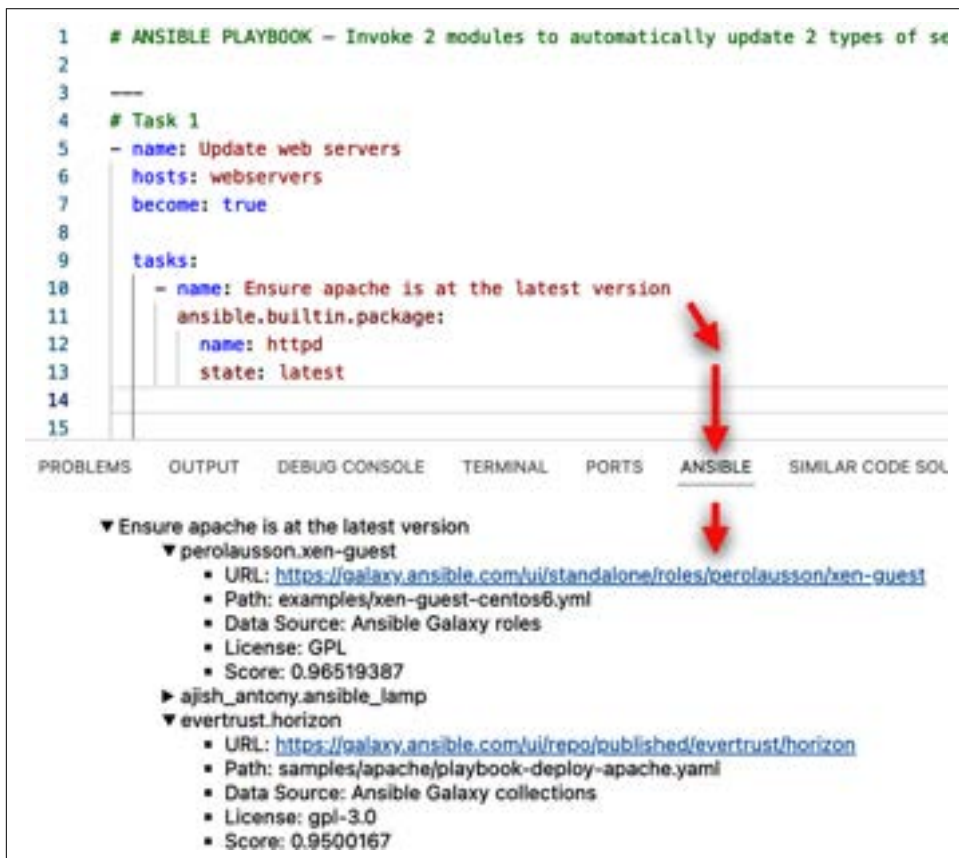 1 # ANSIBLE PLAYBOOK – Invoke 2 modules to automatically update 2 types of se
2
3 ---
4 # Task 1
5 - name: Update web servers
6 hosts: webservers
7 become: true
8
9 tasks:
10 - name: Ensure apache is at the latest version
11 ansible.builtin.package:
12 name: httpd
13 state: latest
14
15
PROBLEMS OUTPUT DEBUG CONSOLE TERMINAL PORTS ANSIBLE SIMILAR CODE SOU
▼ Ensure apache is at the latest version
▼ perolausson.xen-guest
▪ URL: https://galaxy.ansible.com/ui/standalone/roles/perolausson/xen-guest
▪ Path: examples/xen-guest-centos6.yml
▪ Data Source: Ansible Galaxy roles
▪ License: GPL
▪ Score: 0.96519387
▶ ajish_antony.ansible_lamp
▼ evertrust.horizon
▪ URL: https://galaxy.ansible.com/ui/repo/published/evertrust/horizon
▪ Path: samples/apache/playbook-deploy-apache.yaml
▪ Data Source: Ansible Galaxy collections
▪ License: gpl-3.0
▪ Score: 0.9500167